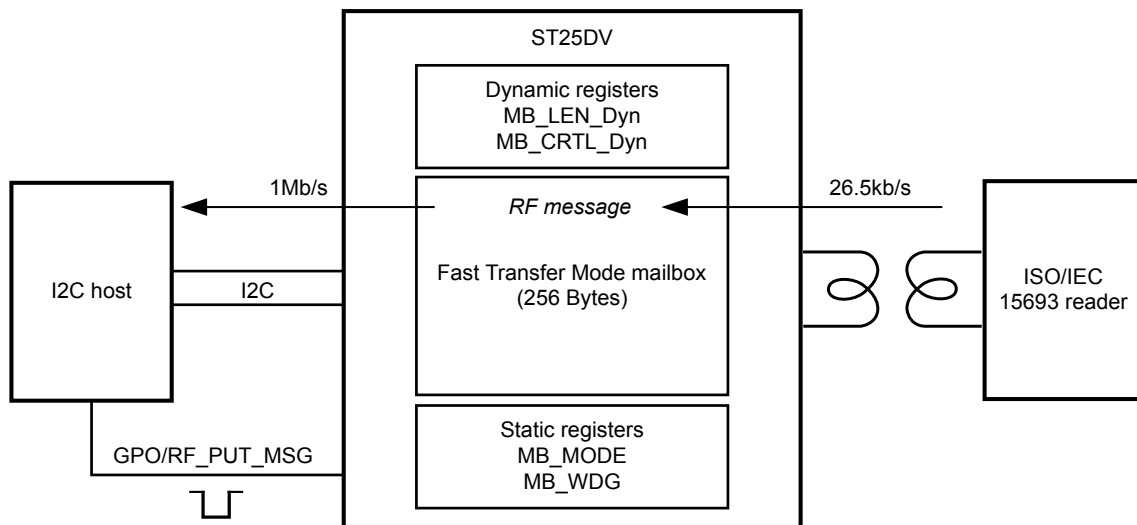 ST25DV
Dynamic registers
MB_LEN_Dyn
MB_CRTL_Dyn
1Mb/s
RF message
26.5kb/s
I2C host
I2C
Fast Transfer Mode mailbox
(256 Bytes)
ISO/IEC
15693 reader
Static registers
MB_MODE
MB_WDG
GPO/RF_PUT_MSG